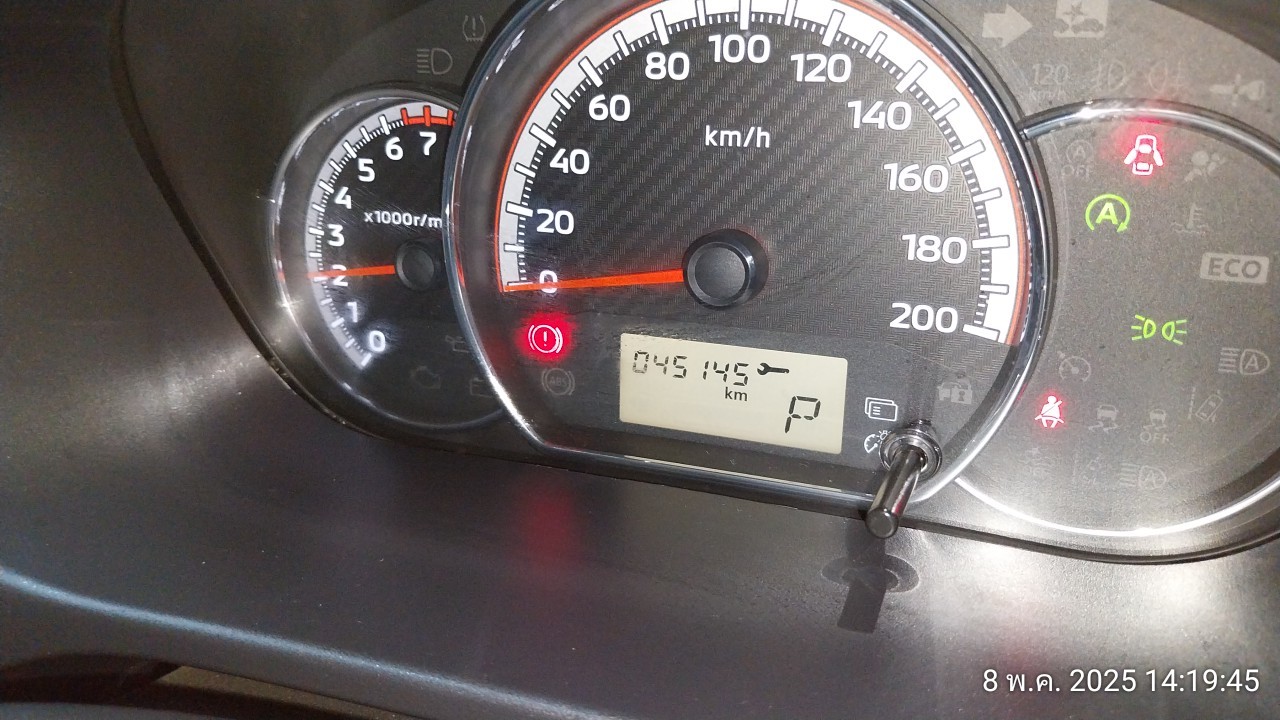 80 100 120
60 140
40 160
20 180
0 200
km/h
7
6
5
4
3
2
1
0
x1000r/m
120
km/h
A
OFF
A
ECO
ABS
045145
km
P
A
OFF
A
8 พ.ค. 2025 14:19:45